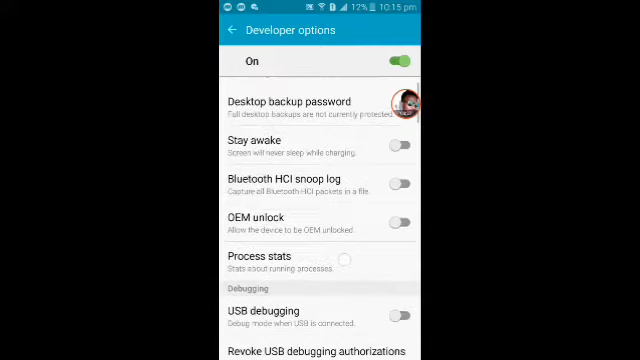 12% 10:15 pm
Developer options
On
Desktop backup password
Full desktop backups are not currently protected.
Stay awake
Screen will never sleep while charging.
Bluetooth HCI snoop log
Capture all Bluetooth HCI packets in a file.
OEM unlock
Allow the device to be OEM unlocked.
Process stats
Stats about running processes.
Debugging
USB debugging
Debug mode when USB is connected.
Revoke USB debugging authorizations